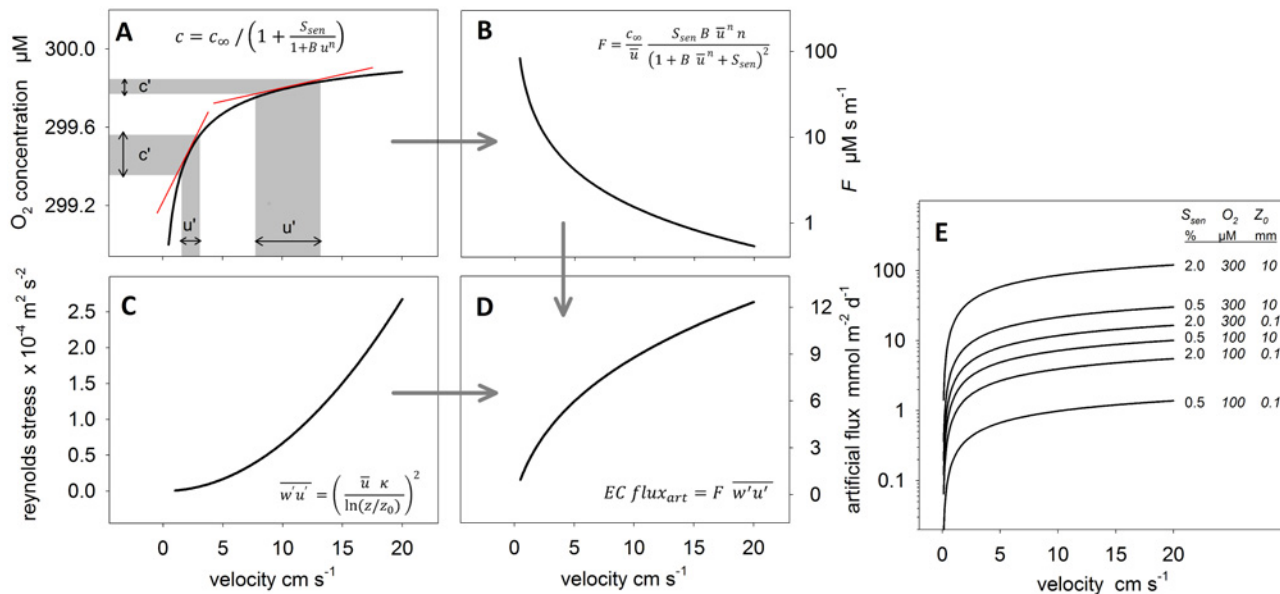 A
c = c∞ / (1 + S_sen / (1+B u^n))
O2 concentration μM
300.0
299.6
299.2
c'
c'
u'
u'
B
F = c∞/u̅ · S_sen B u̅^n n / (1 + B u̅^n + S_sen)^2
100
10
1
F μM s m-1
C
reynolds stress x 10-4 m2 s-2
2.5
2.0
1.5
1.0
0.5
0.0
w'u' = (u̅ κ / ln(z/z0))^2
0 5 10 15 20
velocity cm s-1
D
12
9
6
3
0
artificial flux mmol m-2 d-1
EC flux_art = F w'u'
0 5 10 15 20
velocity cm s-1
E
S_sen O2 Z0
% μM mm
2.0 300 10
0.5 300 10
2.0 300 0.1
0.5 100 10
2.0 100 0.1
0.5 100 0.1
100
10
1
0.1
0 5 10 15 20
velocity cm s-1